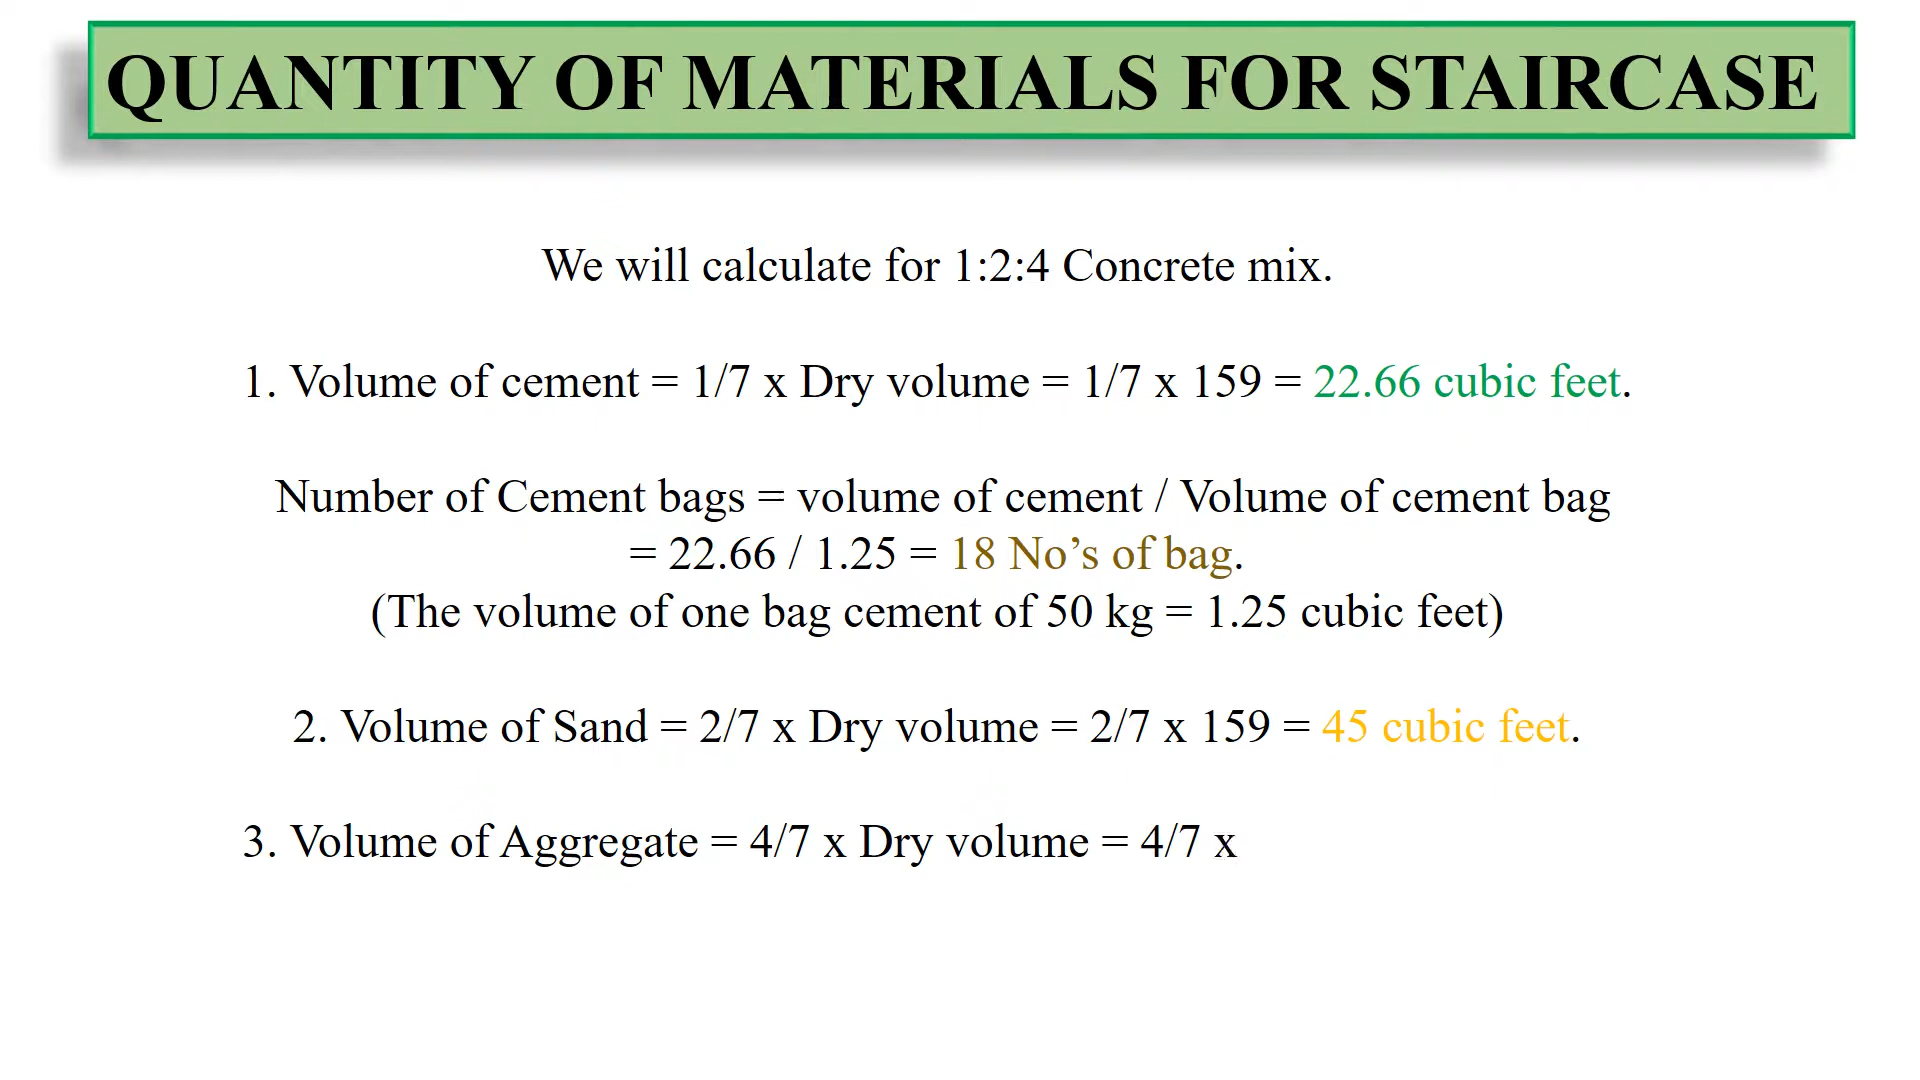 QUANTITY OF MATERIALS FOR STAIRCASE
We will calculate for 1:2:4 Concrete mix.
1. Volume of cement = 1/7 x Dry volume = 1/7 x 159 = 22.66 cubic feet.
Number of Cement bags = volume of cement / Volume of cement bag
= 22.66 / 1.25 = 18 No’s of bag.
(The volume of one bag cement of 50 kg = 1.25 cubic feet)
2. Volume of Sand = 2/7 x Dry volume = 2/7 x 159 = 45 cubic feet.
3. Volume of Aggregate = 4/7 x Dry volume = 4/7 x